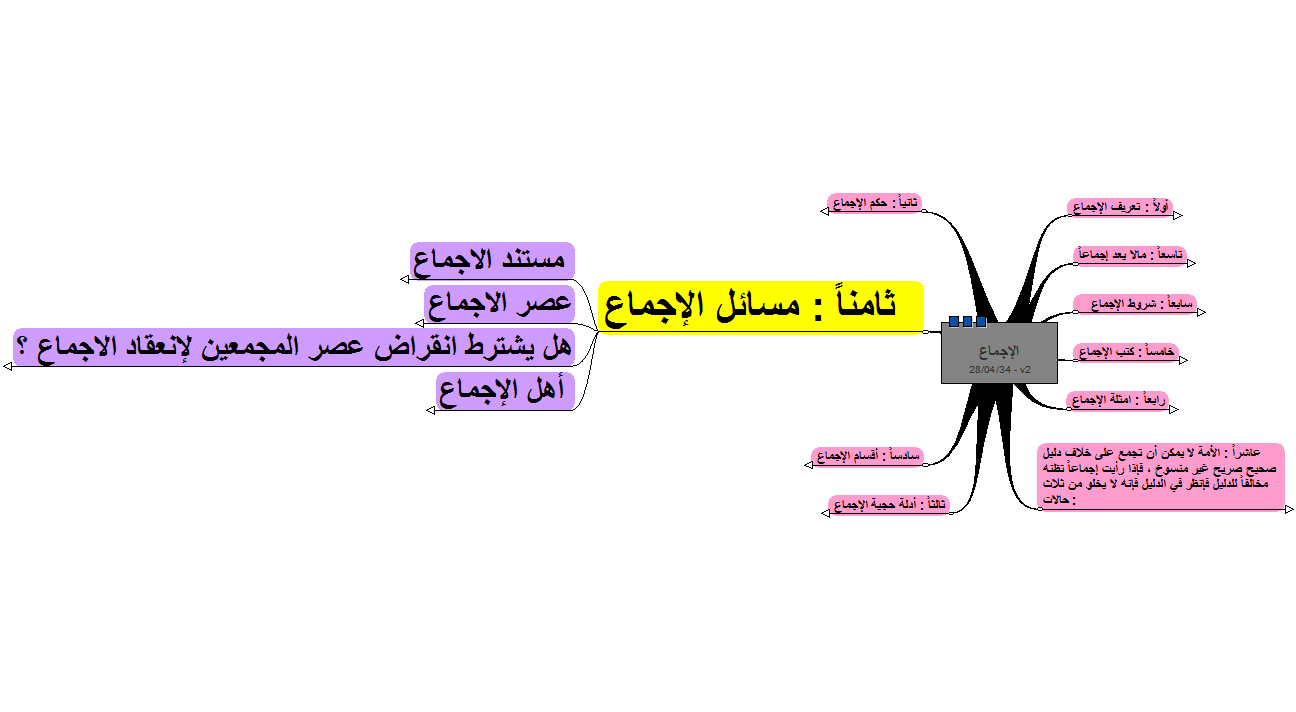 الإجماع
28/04/34 - v2
أولاً : تعريف الإجماع
تاسعاً : مالا يعد إجماعاً
سابعاً : شروط الإجماع
خامساً : كتب الإجماع
رابعاً : امثلة الإجماع
عاشراً : الأمة لا يمكن أن تجمع على خلاف دليل
صحيح صريح غير منسوخ ، فإذا رأيت إجماعاً تظنه
مخالفاً للدليل فإنظر في الدليل فإنه لا يخلو من ثلاث
حالات :
ثانياً : حكم الإجماع
ثامناً : مسائل الإجماع
مستند الاجماع
عصر الاجماع
هل يشترط انقراض عصر المجمعين لإنعقاد الاجماع ؟
أهل الإجماع
سادساً : أقسام الإجماع
ثالثاً : أدلة حجية الإجماع